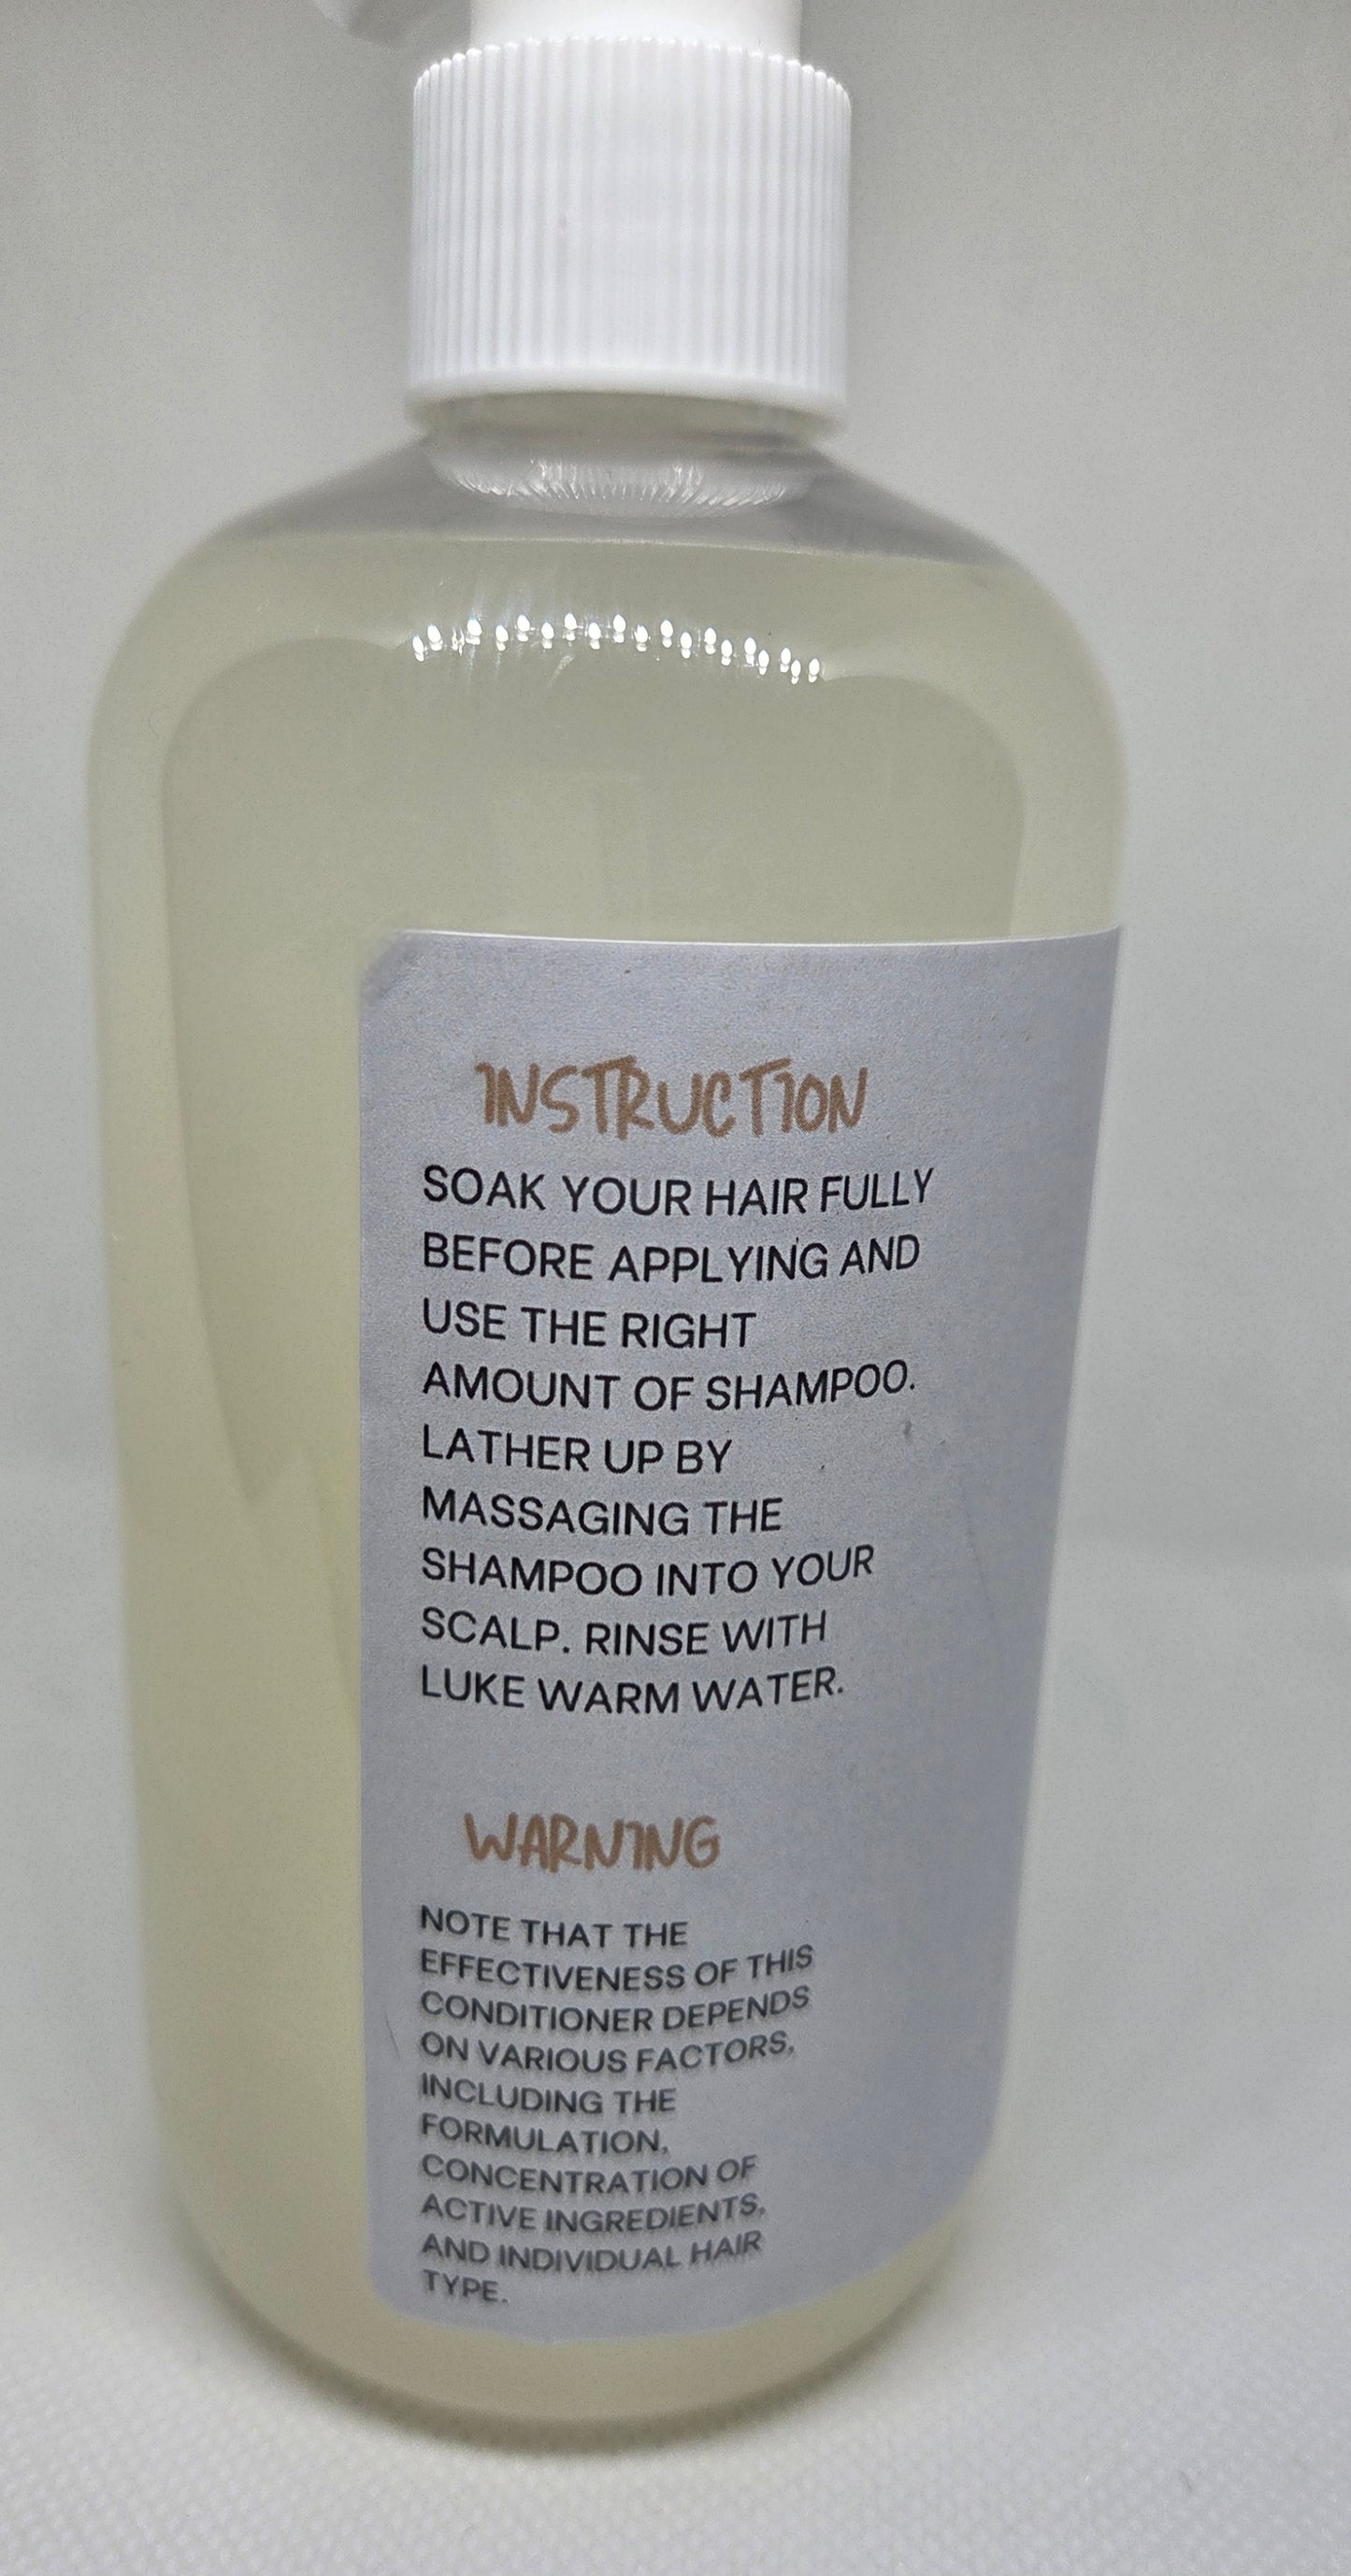 INSTRUCTION
SOAK YOUR HAIR FULLY
BEFORE APPLYING AND
USE THE RIGHT
AMOUNT OF SHAMPOO.
LATHER UP BY
MASSAGING THE
SHAMPOO INTO YOUR
SCALP. RINSE WITH
LUKE WARM WATER.
WARNING
NOTE THAT THE
EFFECTIVENESS OF THIS
CONDITIONER DEPENDS
ON VARIOUS FACTORS,
INCLUDING THE
FORMULATION,
CONCENTRATION OF
ACTIVE INGREDIENTS,
AND INDIVIDUAL HAIR
TYPE.